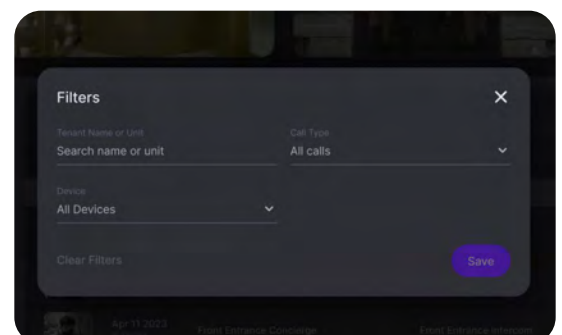 Filters
Tenant Name or Unit
Call Type
Search name or unit
All calls
Device
All Devices
Clear Filters
Save
Apr 11 2023
Front Entrance Concierge
Front Entrance Intercom